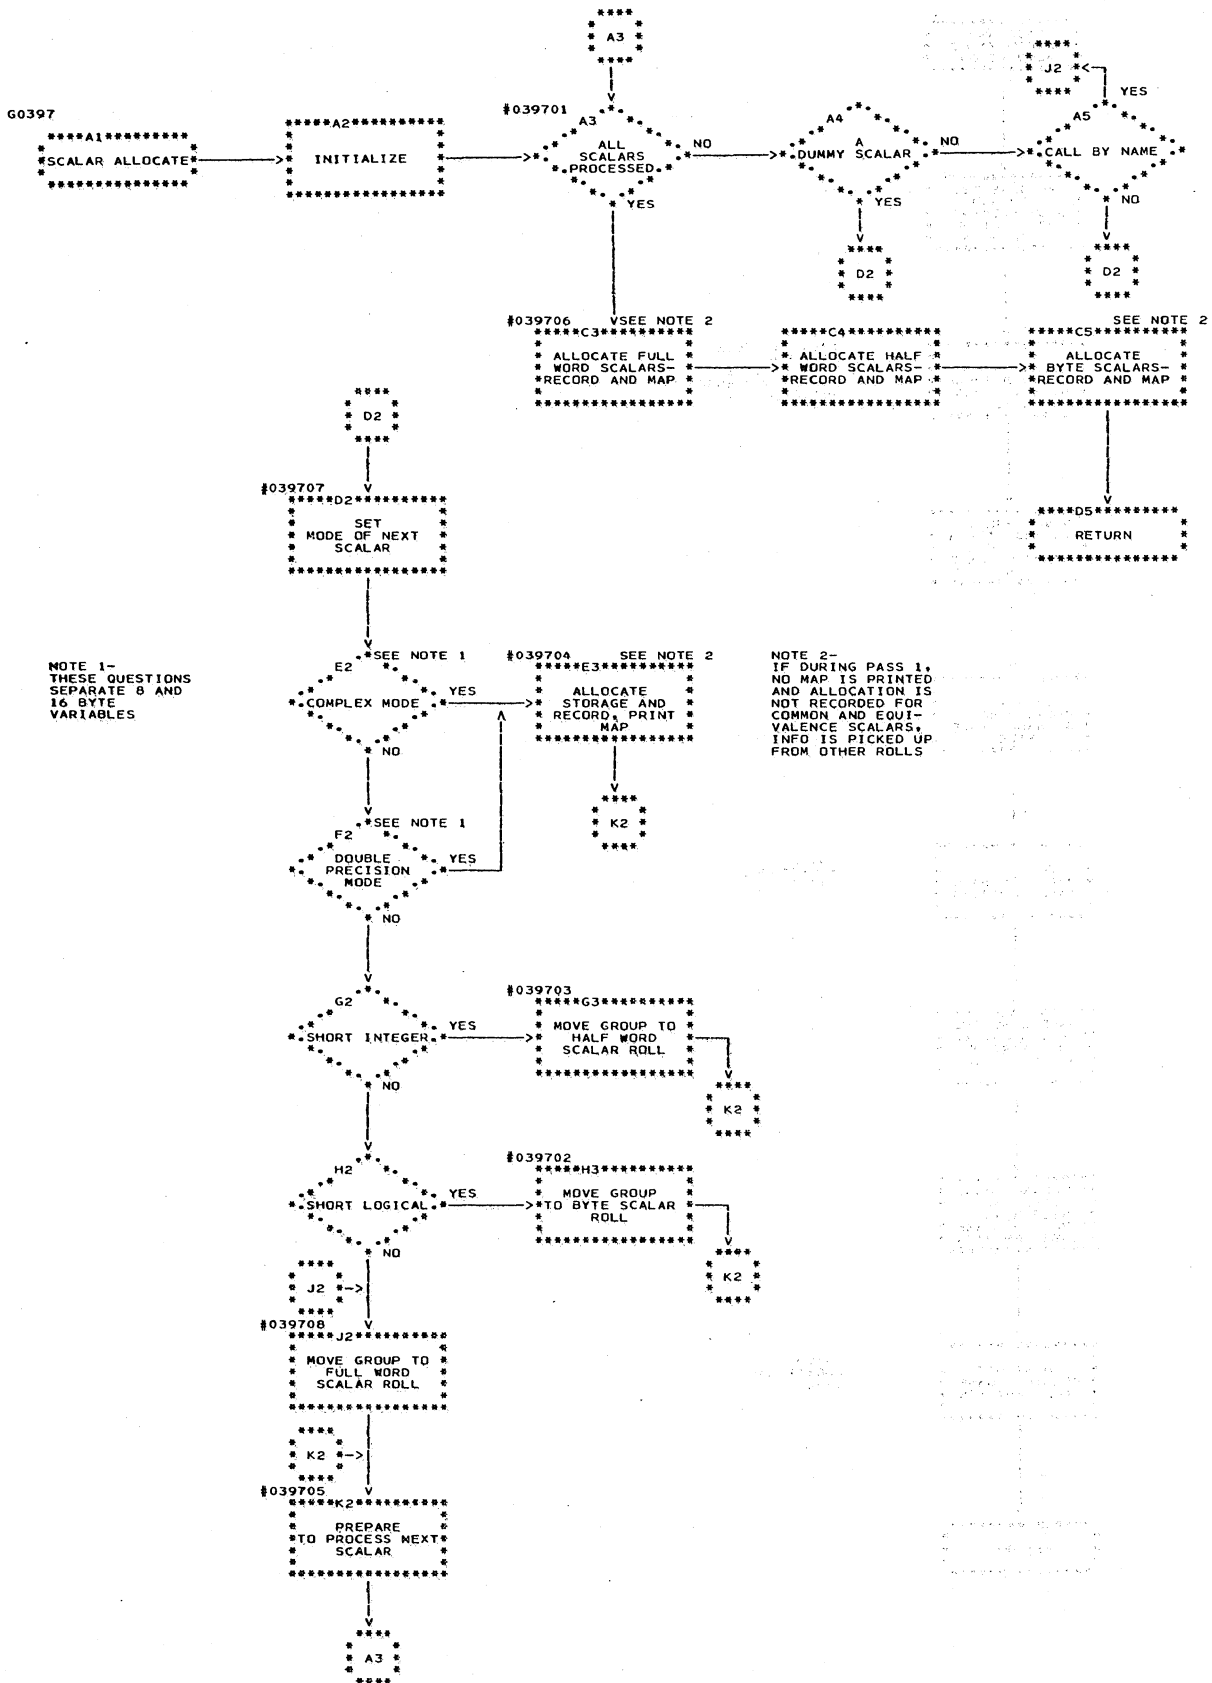 A3
J2
YES
G0397
#039701
A1
SCALAR ALLOCATE
A2
INITIALIZE
A3
ALL
SCALARS
PROCESSED
NO
YES
A4
A
DUMMY SCALAR
NO
YES
A5
CALL BY NAME
NO
D2
D2
#039706 SEE NOTE 2
C3
ALLOCATE FULL
WORD SCALARS-
RECORD AND MAP
C4
ALLOCATE HALF
WORD SCALARS-
RECORD AND MAP
SEE NOTE 2
C5
ALLOCATE
BYTE SCALARS-
RECORD AND MAP
D2
#039707
D2
SET
MODE OF NEXT
SCALAR
D5
RETURN
NOTE 1-
THESE QUESTIONS
SEPARATE 8 AND
16 BYTE
VARIABLES
SEE NOTE 1
E2
COMPLEX MODE
YES
NO
#039704 SEE NOTE 2
E3
ALLOCATE
STORAGE AND
RECORD, PRINT
MAP
NOTE 2-
IF DURING PASS 1,
NO MAP IS PRINTED
AND ALLOCATION IS
NOT RECORDED FOR
COMMON AND EQUI-
VALENCE SCALARS,
INFO IS PICKED UP
FROM OTHER ROLLS
K2
SEE NOTE 1
F2
DOUBLE
PRECISION
MODE
YES
NO
G2
SHORT INTEGER
YES
NO
#039703
G3
MOVE GROUP TO
HALF WORD
SCALAR ROLL
K2
H2
SHORT LOGICAL
YES
NO
#039702
H3
MOVE GROUP
TO BYTE SCALAR
ROLL
K2
J2
#039708
J2
MOVE GROUP TO
FULL WORD
SCALAR ROLL
K2
#039705
K2
PREPARE
TO PROCESS NEXT
SCALAR
A3